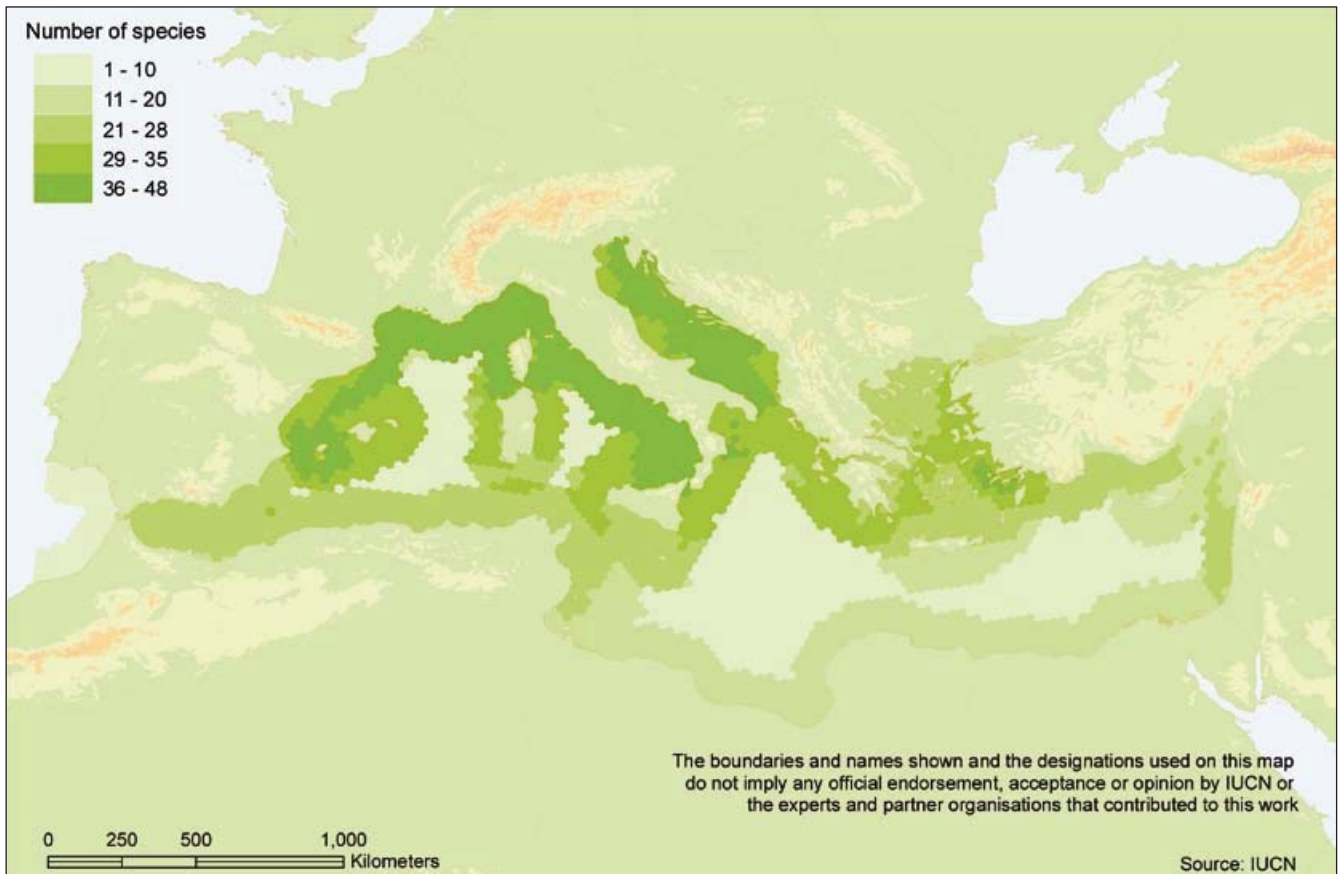 Number of species
1 - 10
11 - 20
21 - 28
29 - 35
36 - 48
The boundaries and names shown and the designations used on this map
do not imply any official endorsement, acceptance or opinion by IUCN or
the experts and partner organisations that contributed to this work
0 250 500 1,000
Kilometers
Source: IUCN